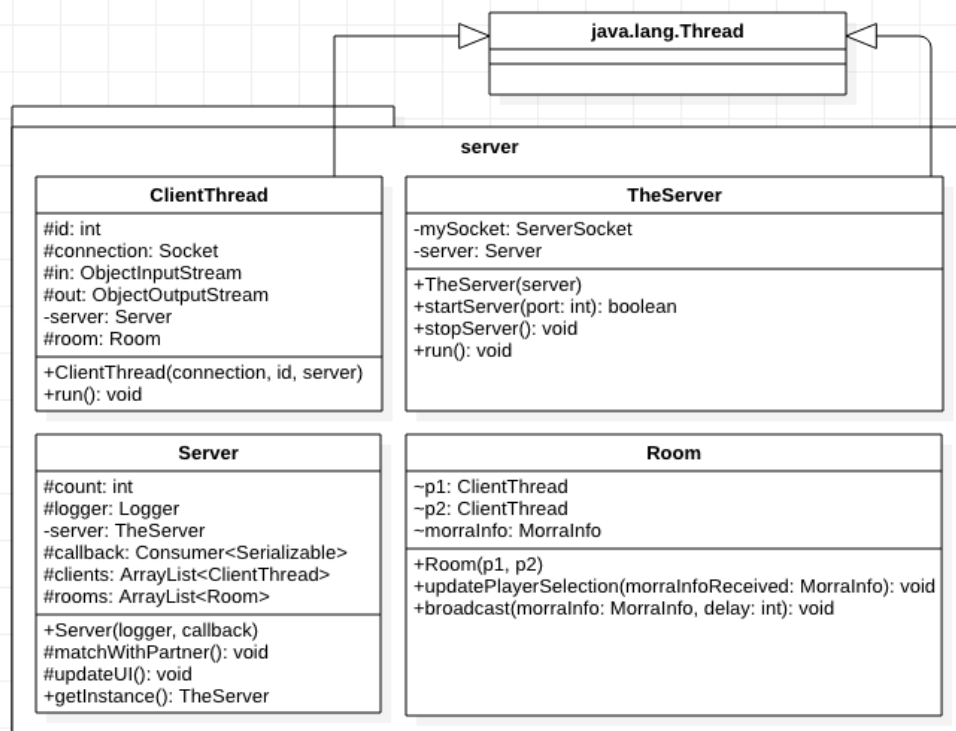 java.lang.Thread
server
ClientThread
#id: int
#connection: Socket
#in: ObjectInputStream
#out: ObjectOutputStream
-server: Server
#room: Room
+ClientThread(connection, id, server)
+run(): void
TheServer
-mySocket: ServerSocket
-server: Server
+TheServer(server)
+startServer(port: int): boolean
+stopServer(): void
+run(): void
Server
#count: int
#logger: Logger
-server: TheServer
#callback: Consumer<Serializable>
#clients: ArrayList<ClientThread>
#rooms: ArrayList<Room>
+Server(logger, callback)
#matchWithPartner(): void
#updateUI(): void
+getInstance(): TheServer
Room
~p1: ClientThread
~p2: ClientThread
~morraInfo: MorraInfo
+Room(p1, p2)
+updatePlayerSelection(morraInfoReceived: MorraInfo): void
+broadcast(morraInfo: MorraInfo, delay: int): void